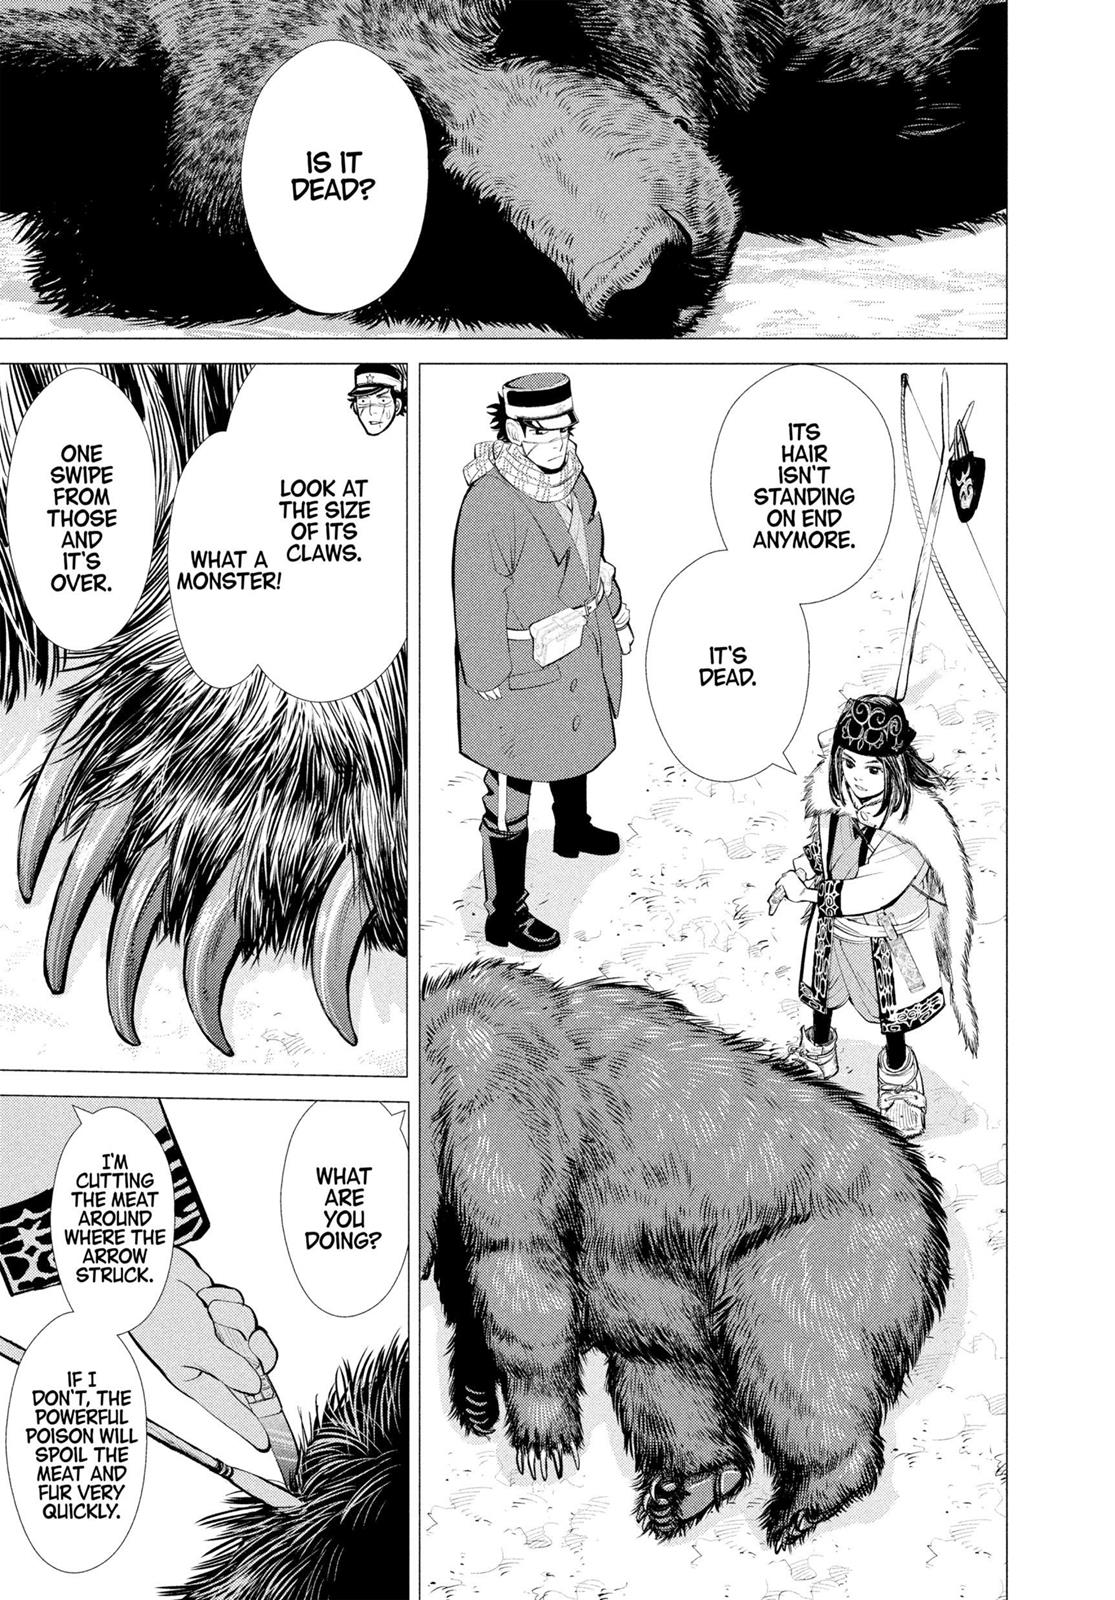 IS IT
DEAD?
ITS
HAIR
ISN'T
STANDING
ON END
ANYMORE.
IT'S
DEAD.
LOOK AT
THE SIZE
OF ITS
CLAWS.
WHAT A
MONSTER!
ONE
SWIPE
FROM
THOSE
AND
IT'S
OVER.
WHAT
ARE
YOU
DOING?
I'M
CUTTING
THE MEAT
AROUND
WHERE THE
ARROW
STRUCK.
IF I
DON'T, THE
POWERFUL
POISON WILL
SPOIL THE
MEAT AND
FUR VERY
QUICKLY.